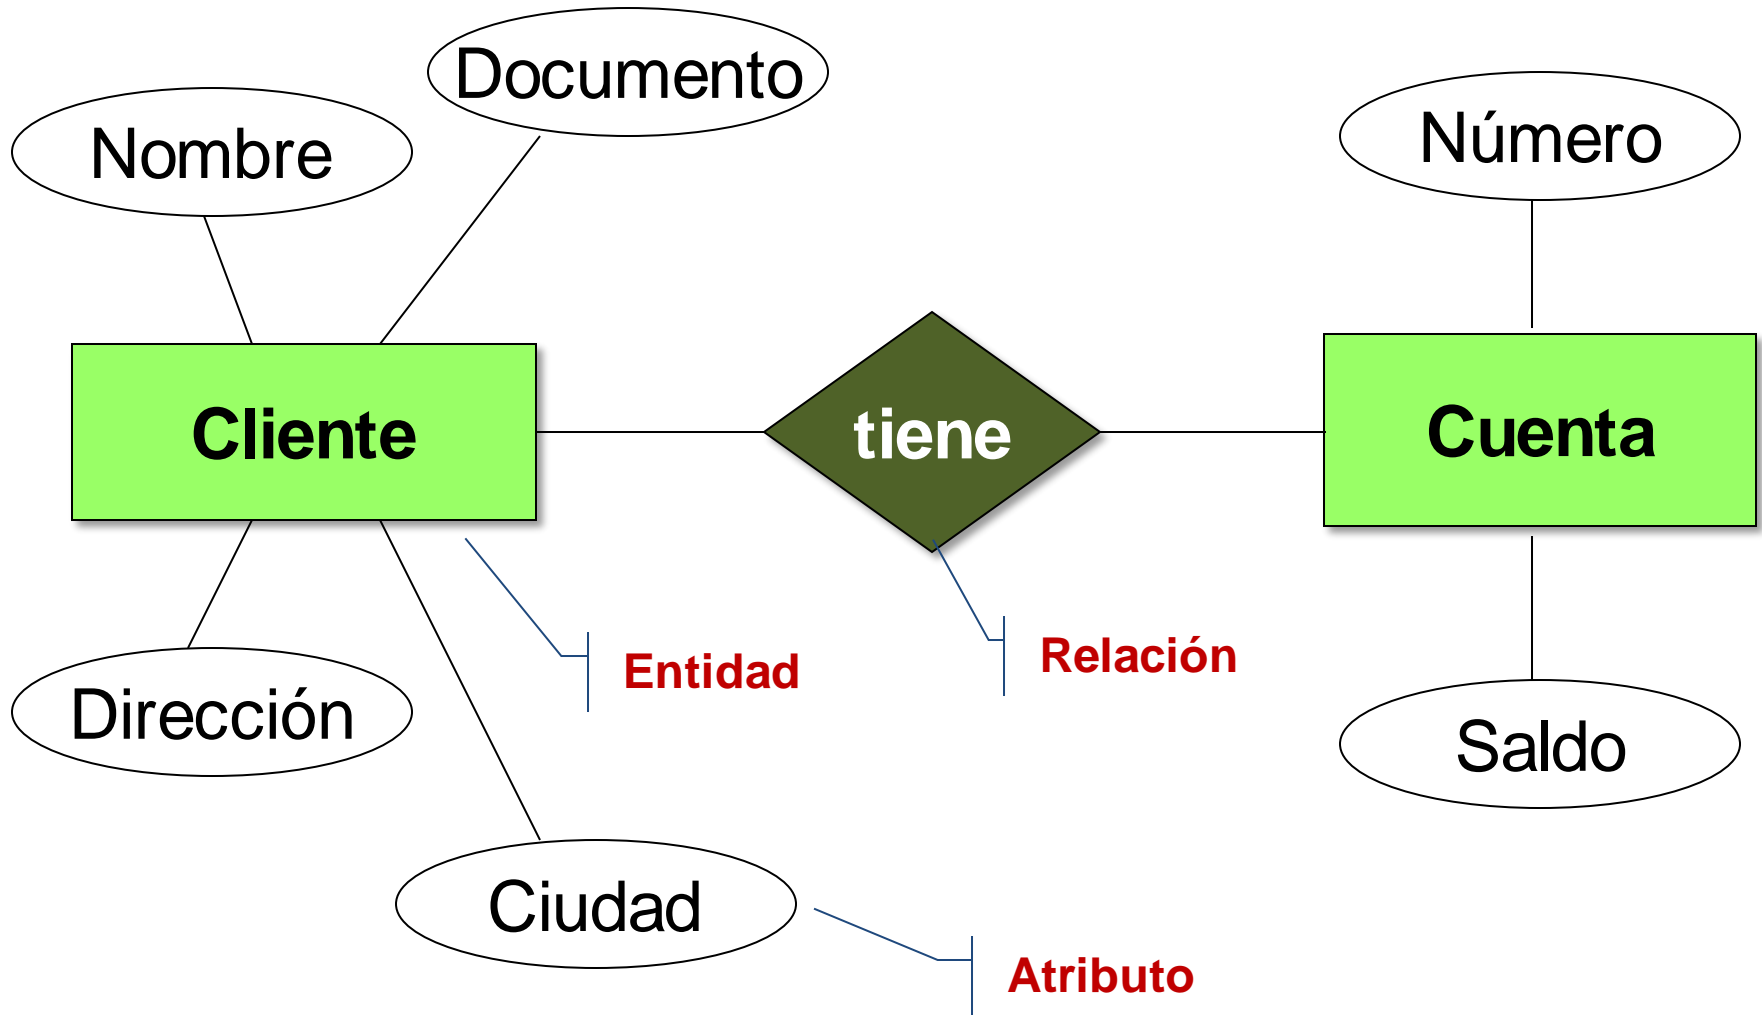 Documento
Nombre
Número
Cliente
tiene
Cuenta
Entidad
Relación
Dirección
Saldo
Ciudad
Atributo